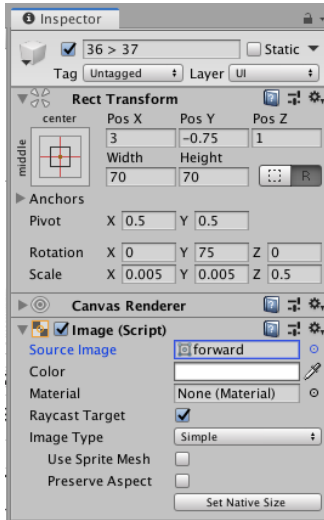 Inspector
36 > 37 Static
Tag Untagged Layer UI
Rect Transform
center Pos X Pos Y Pos Z
middle 3 -0.75 1
Width Height
70 70 R
Anchors
Pivot X 0.5 Y 0.5
Rotation X 0 Y 75 Z 0
Scale X 0.005 Y 0.005 Z 0.5
Canvas Renderer
Image (Script)
Source Image forward
Color
Material None (Material)
Raycast Target
Image Type Simple
Use Sprite Mesh
Preserve Aspect
Set Native Size